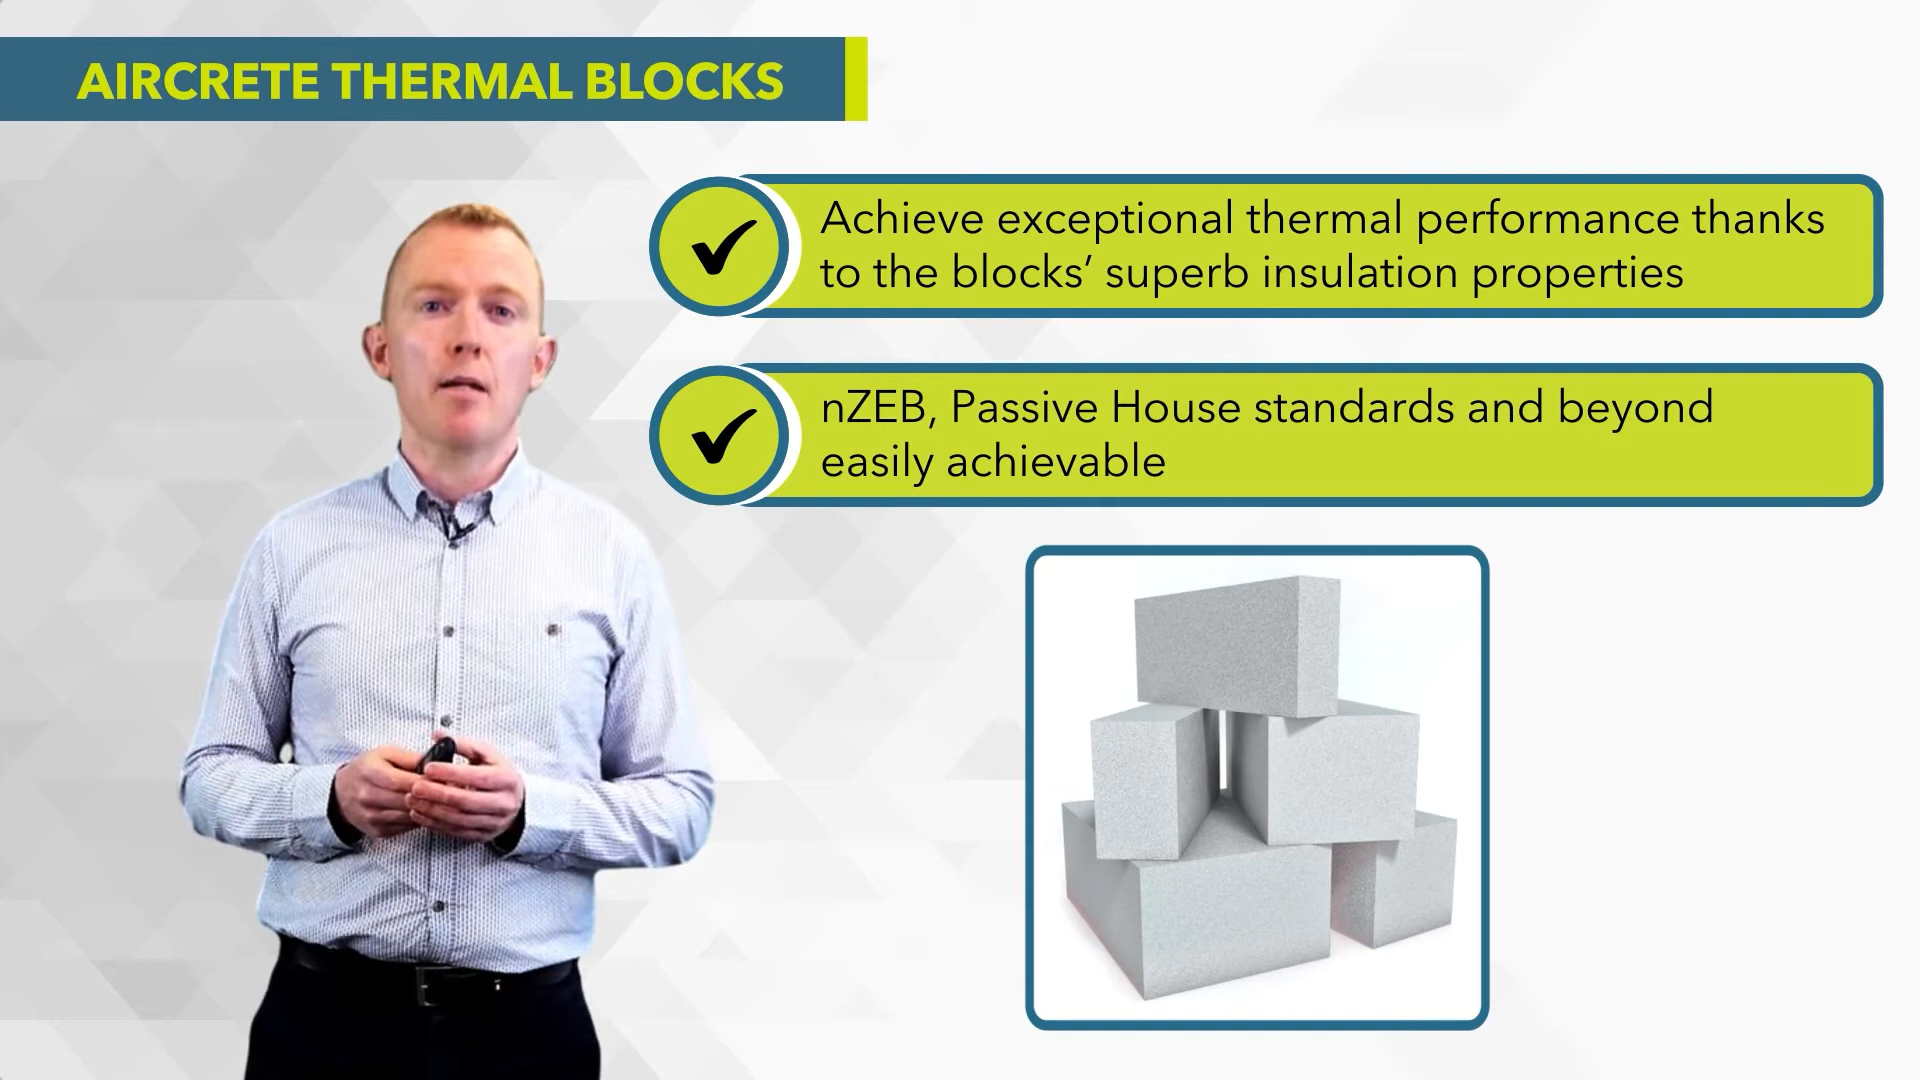 AIRCRETE THERMAL BLOCKS
Achieve exceptional thermal performance thanks
to the blocks’ superb insulation properties
nZEB, Passive House standards and beyond
easily achievable